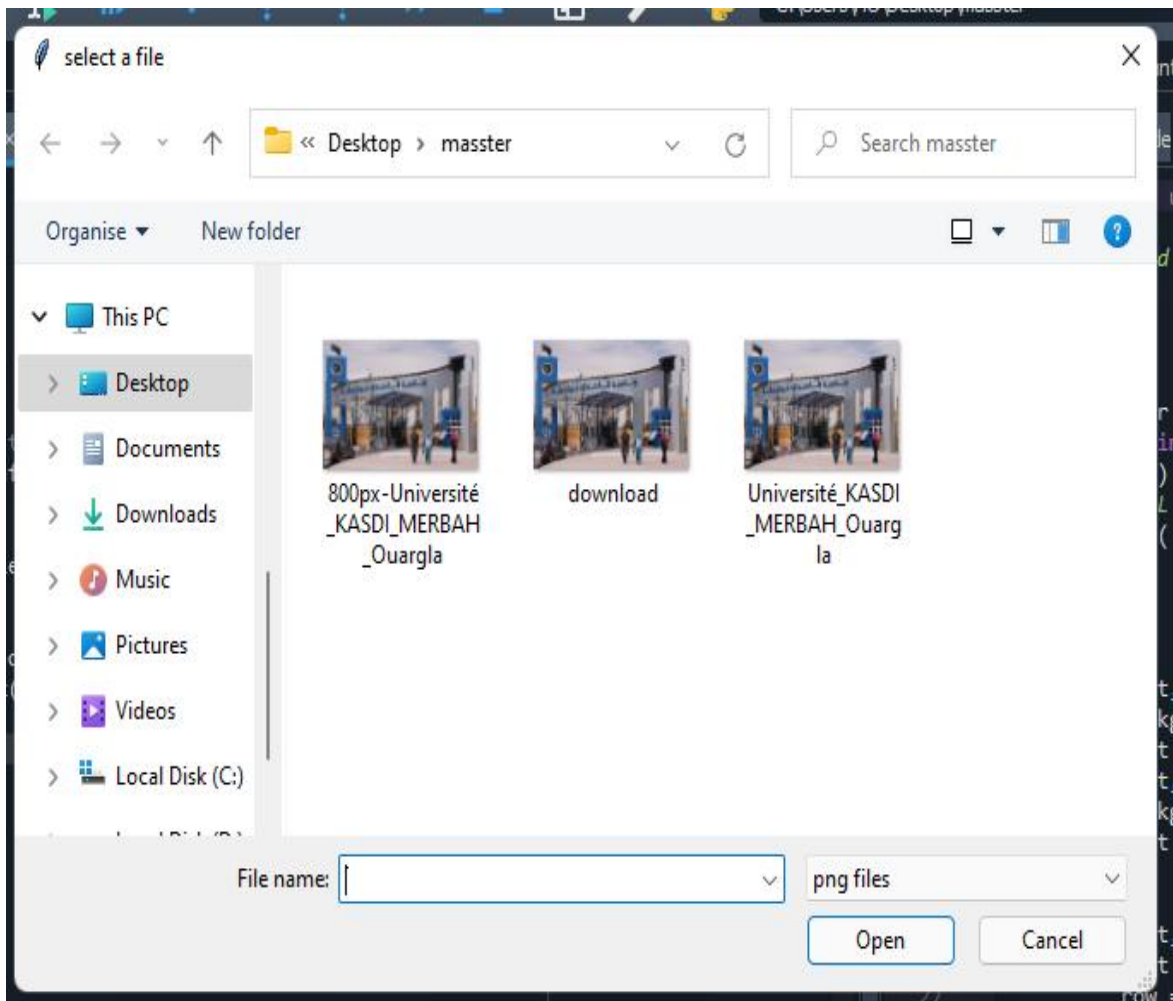 select a file
« Desktop > masster
Search masster
Organise
New folder
This PC
Desktop
Documents
Downloads
Music
Pictures
Videos
Local Disk (C:)
800px-Université
_KASDI_MERBAH
_Ouargla
download
Université_KASDI
_MERBAH_Ouarg
la
File name:
png files
Open
Cancel